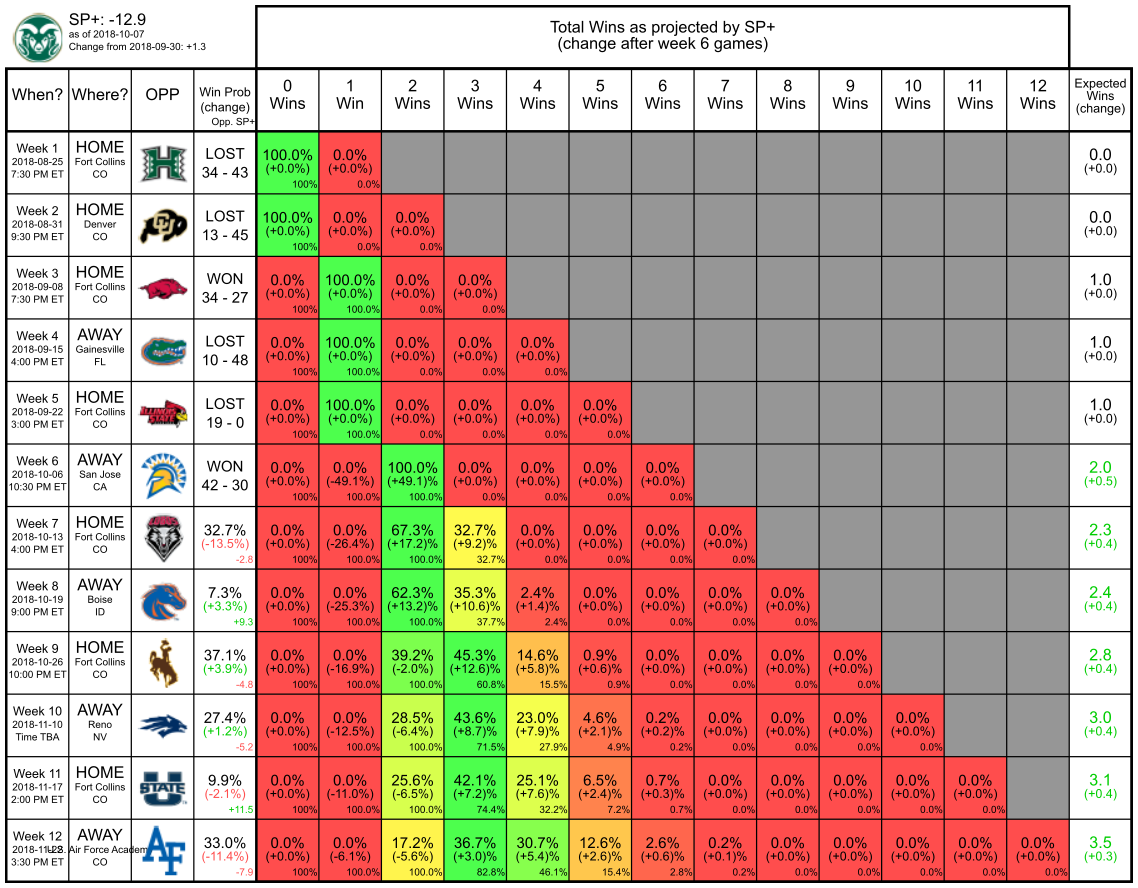 SP+: -12.9
as of 2018-10-07
Change from 2018-09-30: +1.3
Total Wins as projected by SP+
(change after week 6 games)
When? Where? OPP Win Prob (change) Opp. SP+ 0 Wins 1 Win 2 Wins 3 Wins 4 Wins 5 Wins 6 Wins 7 Wins 8 Wins 9 Wins 10 Wins 11 Wins 12 Wins Expected Wins (change)
Week 1 HOME LOST 100.0% 0.0% 0.0
2018-08-25 Fort Collins (+0.0%) (+0.0%) (+0.0)
7:30 PM ET CO 34 - 43 100% 0.0%
Week 2 HOME LOST 100.0% 0.0% 0.0% 0.0
2018-08-31 Denver CU (+0.0%) (+0.0%) (+0.0%) (+0.0)
9:30 PM ET CO 13 - 45 100% 0.0% 0.0%
Week 3 HOME WON 0.0% 100.0% 0.0% 0.0% 1.0
2018-09-08 Fort Collins (+0.0%) (+0.0%) (+0.0%) (+0.0%) (+0.0)
7:30 PM ET CO 34 - 27 100% 100.0% 0.0% 0.0%
Week 4 AWAY LOST 0.0% 100.0% 0.0% 0.0% 0.0% 1.0
2018-09-15 Gainesville (+0.0%) (+0.0%) (+0.0%) (+0.0%) (+0.0%) (+0.0)
4:00 PM ET FL 10 - 48 100% 100.0% 0.0% 0.0% 0.0%
Week 5 HOME LOST 0.0% 100.0% 0.0% 0.0% 0.0% 0.0% 1.0
2018-09-22 Fort Collins ILLINOIS STATE (+0.0%) (+0.0%) (+0.0%) (+0.0%) (+0.0%) (+0.0%) (+0.0)
3:00 PM ET CO 19 - 0 100% 100.0% 0.0% 0.0% 0.0% 0.0%
Week 6 AWAY WON 0.0% 0.0% 100.0% 0.0% 0.0% 0.0% 0.0% 2.0
2018-10-06 San Jose (+0.0%) (-49.1%) (+49.1)% (+0.0%) (+0.0%) (+0.0%) (+0.0%) (+0.5)
10:30 PM ET CA 42 - 30 100% 100.0% 100.0% 0.0% 0.0% 0.0% 0.0%
Week 7 HOME LOBOS 32.7% 0.0% 0.0% 67.3% 32.7% 0.0% 0.0% 0.0% 0.0% 2.3
2018-10-13 Fort Collins (-13.5%) (+0.0%) (-26.4%) (+17.2)% (+9.2)% (+0.0%) (+0.0%) (+0.0%) (+0.0%) (+0.4)
4:00 PM ET CO -2.8 100% 100.0% 100.0% 32.7% 0.0% 0.0% 0.0% 0.0%
Week 8 AWAY 7.3% 0.0% 0.0% 62.3% 35.3% 2.4% 0.0% 0.0% 0.0% 0.0% 2.4
2018-10-19 Boise (+3.3%) (+0.0%) (-25.3%) (+13.2)% (+10.6)% (+1.4)% (+0.0%) (+0.0%) (+0.0%) (+0.0%) (+0.4)
9:00 PM ET ID +9.3 100% 100.0% 100.0% 37.7% 2.4% 0.0% 0.0% 0.0% 0.0%
Week 9 HOME 37.1% 0.0% 0.0% 39.2% 45.3% 14.6% 0.9% 0.0% 0.0% 0.0% 0.0% 2.8
2018-10-26 Fort Collins (+3.9%) (+0.0%) (-16.9%) (-2.0%) (+12.6)% (+5.8)% (+0.6)% (+0.0%) (+0.0%) (+0.0%) (+0.0%) (+0.4)
10:00 PM ET CO -4.8 100% 100.0% 100.0% 60.8% 15.5% 0.9% 0.0% 0.0% 0.0% 0.0%
Week 10 AWAY 27.4% 0.0% 0.0% 28.5% 43.6% 23.0% 4.6% 0.2% 0.0% 0.0% 0.0% 0.0% 3.0
2018-11-10 Reno (+1.2%) (+0.0%) (-12.5%) (-6.4%) (+8.7)% (+7.9)% (+2.1)% (+0.2)% (+0.0%) (+0.0%) (+0.0%) (+0.0%) (+0.4)
Time TBA NV -5.2 100% 100.0% 100.0% 71.5% 27.9% 4.9% 0.2% 0.0% 0.0% 0.0% 0.0%
Week 11 HOME 9.9% 0.0% 0.0% 25.6% 42.1% 25.1% 6.5% 0.7% 0.0% 0.0% 0.0% 0.0% 0.0% 3.1
2018-11-17 Fort Collins U STATE (-2.1%) (+0.0%) (-11.0%) (-6.5%) (+7.2)% (+7.6)% (+2.4)% (+0.3)% (+0.0%) (+0.0%) (+0.0%) (+0.0%) (+0.0%) (+0.4)
2:00 PM ET CO +11.5 100% 100.0% 100.0% 74.4% 32.2% 7.2% 0.7% 0.0% 0.0% 0.0% 0.0% 0.0%
Week 12 AWAY 33.0% 0.0% 0.0% 17.2% 36.7% 30.7% 12.6% 2.6% 0.2% 0.0% 0.0% 0.0% 0.0% 0.0% 3.5
Air Force AF (-11.4%) (+0.0%) (-6.1%) (-5.6%) (+3.0)% (+5.4)% (+2.6)% (+0.6)% (+0.1)% (+0.0%) (+0.0%) (+0.0%) (+0.0%) (+0.0%) (+0.3)
3:30 PM ET CO -7.9 100% 100.0% 100.0% 82.8% 46.1% 15.4% 2.8% 0.2% 0.0% 0.0% 0.0% 0.0% 0.0%